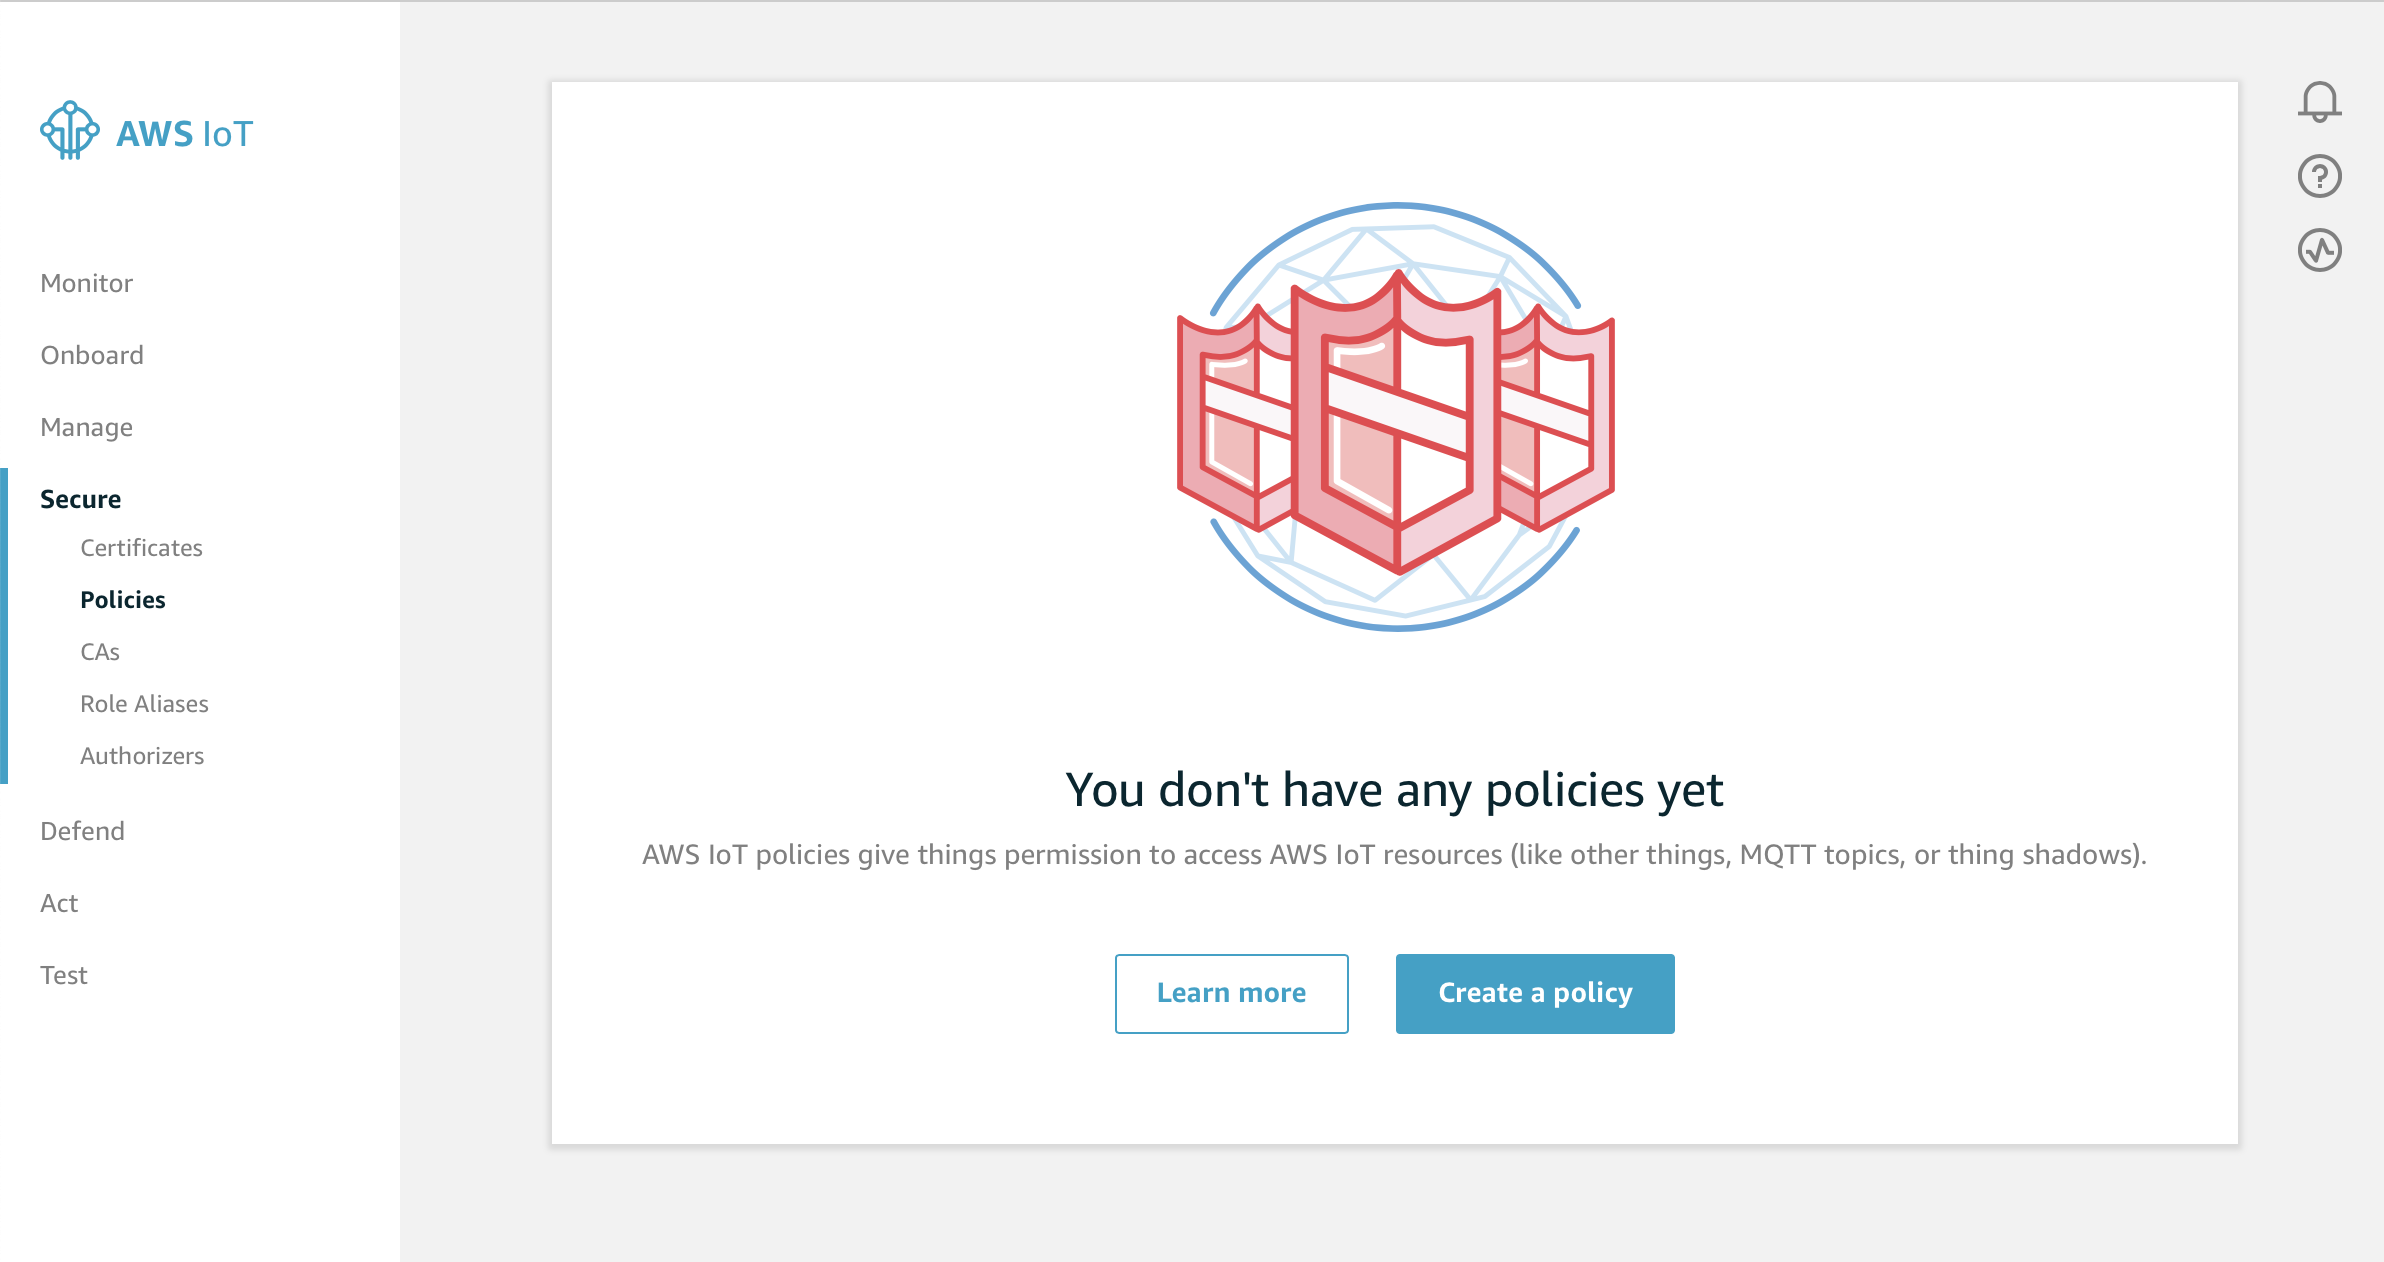 AWS IoT
Monitor
Onboard
Manage
Secure
Certificates
Policies
CAs
Role Aliases
Authorizers
Defend
Act
Test
You don't have any policies yet
AWS IoT policies give things permission to access AWS IoT resources (like other things, MQTT topics, or thing shadows).
Learn more
Create a policy